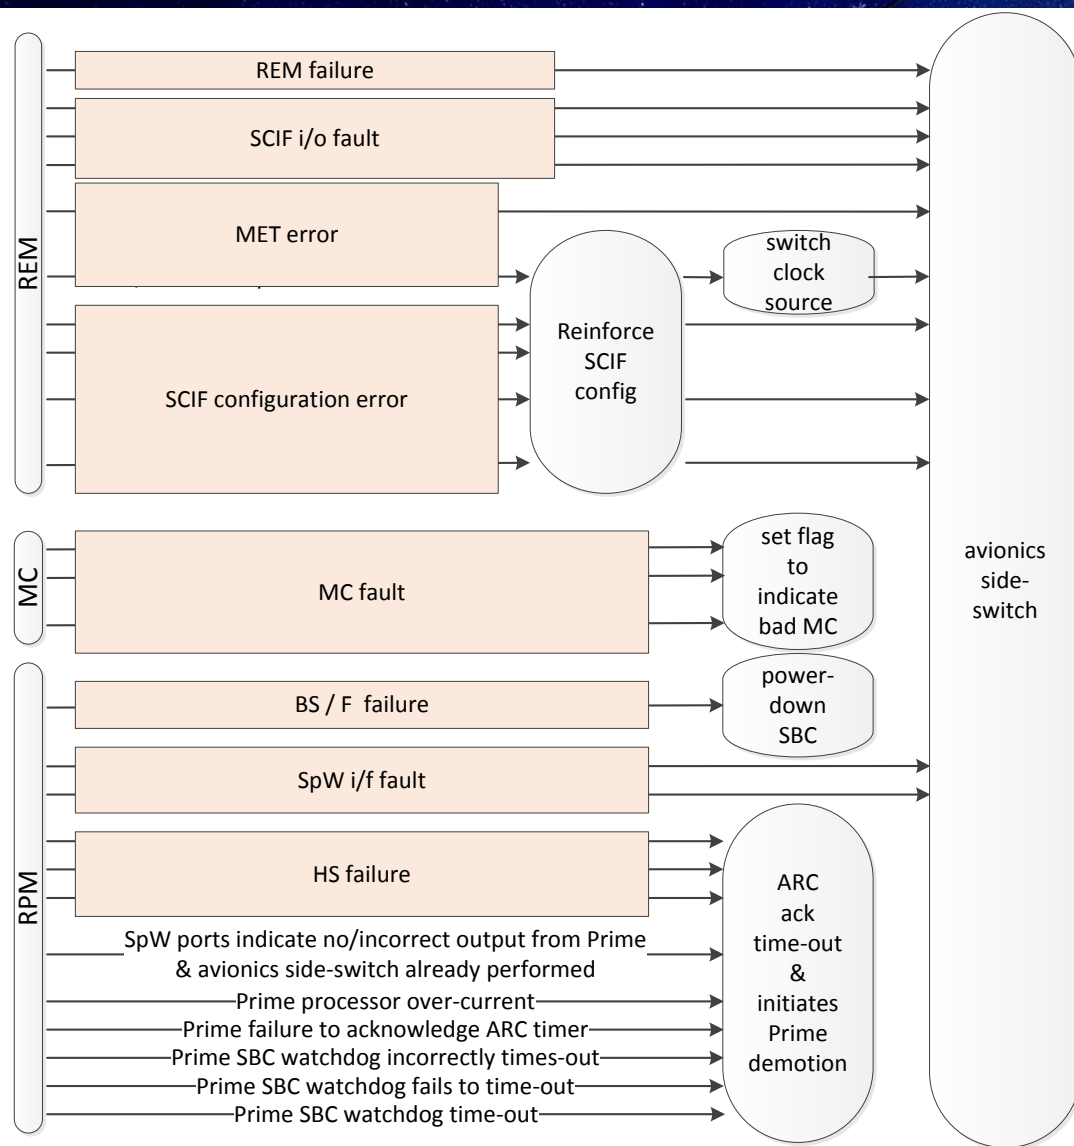 REM failure
SCIF i/o fault
MET error
SCIF configuration error
REM
Reinforce
SCIF
config
switch
clock
source
MC
MC fault
set flag
to
indicate
bad MC
avionics
side-
switch
RPM
BS / F  failure
power-
down
SBC
SpW i/f fault
HS failure
SpW ports indicate no/incorrect output from Prime
& avionics side-switch already performed
Prime processor over-current
Prime failure to acknowledge ARC timer
Prime SBC watchdog incorrectly times-out
Prime SBC watchdog fails to time-out
Prime SBC watchdog time-out
ARC
ack
time-out
&
initiates
Prime
demotion